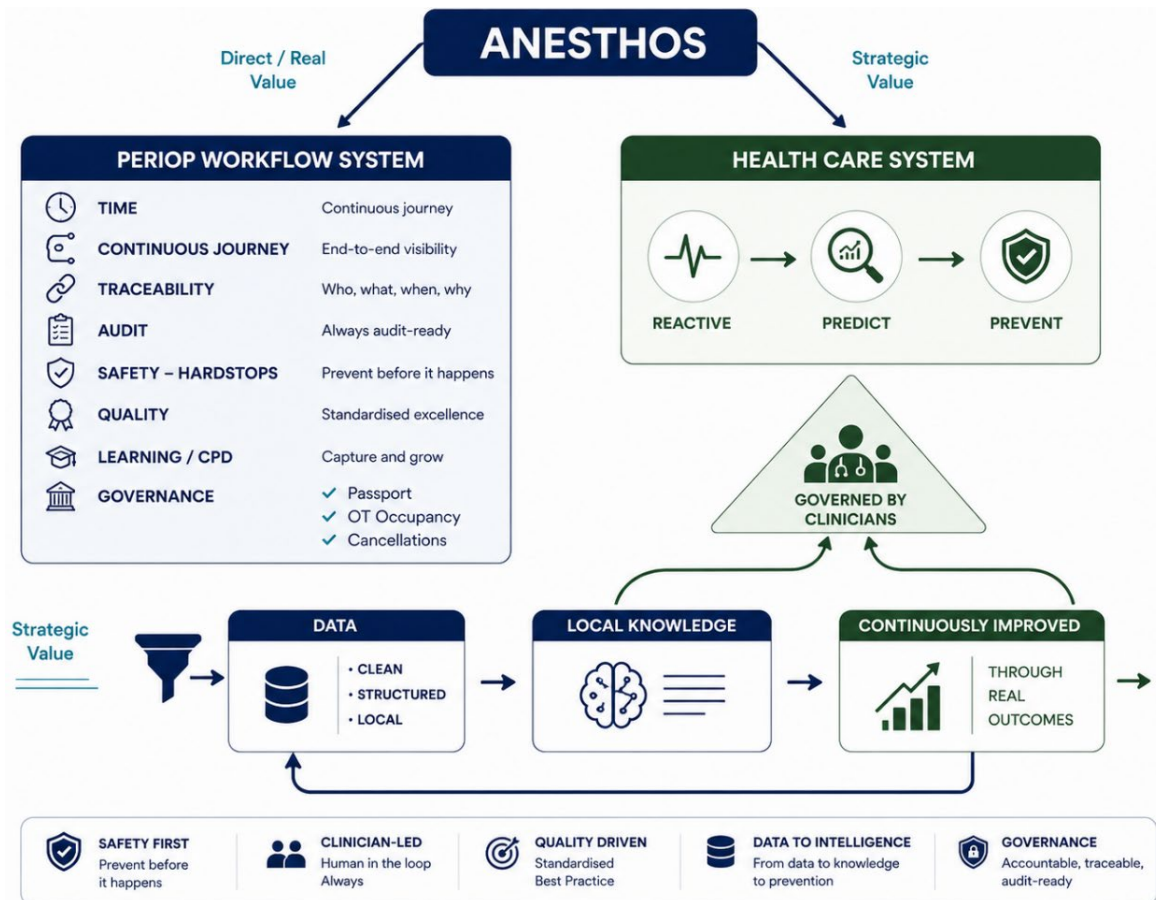 ANESTHOS
Direct / Real
Value
Strategic
Value
PERIOP WORKFLOW SYSTEM
TIME Continuous journey
CONTINUOUS JOURNEY End-to-end visibility
TRACEABILITY Who, what, when, why
AUDIT Always audit-ready
SAFETY – HARDSTOPS Prevent before it happens
QUALITY Standardised excellence
LEARNING / CPD Capture and grow
GOVERNANCE
Passport
OT Occupancy
Cancellations
HEALTH CARE SYSTEM
REACTIVE
PREDICT
PREVENT
GOVERNED BY
CLINICIANS
Strategic
Value
DATA
• CLEAN
• STRUCTURED
• LOCAL
LOCAL KNOWLEDGE
CONTINUOUSLY IMPROVED
THROUGH
REAL
OUTCOMES
SAFETY FIRST
Prevent before
it happens
CLINICIAN-LED
Human in the loop
Always
QUALITY DRIVEN
Standardised
Best Practice
DATA TO INTELLIGENCE
From data to knowledge
to prevention
GOVERNANCE
Accountable, traceable,
audit-ready